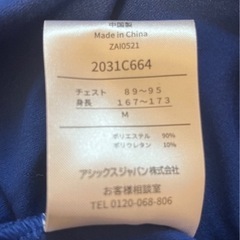 中国製
Made in China
ZAI0521
2031C664
チェスト 89~95
身長 167~173
M
ポリエステル 90%
ポリウレタン 10%
アシックスジャパン株式会社
お客様相談室
TEL 0120-068-806